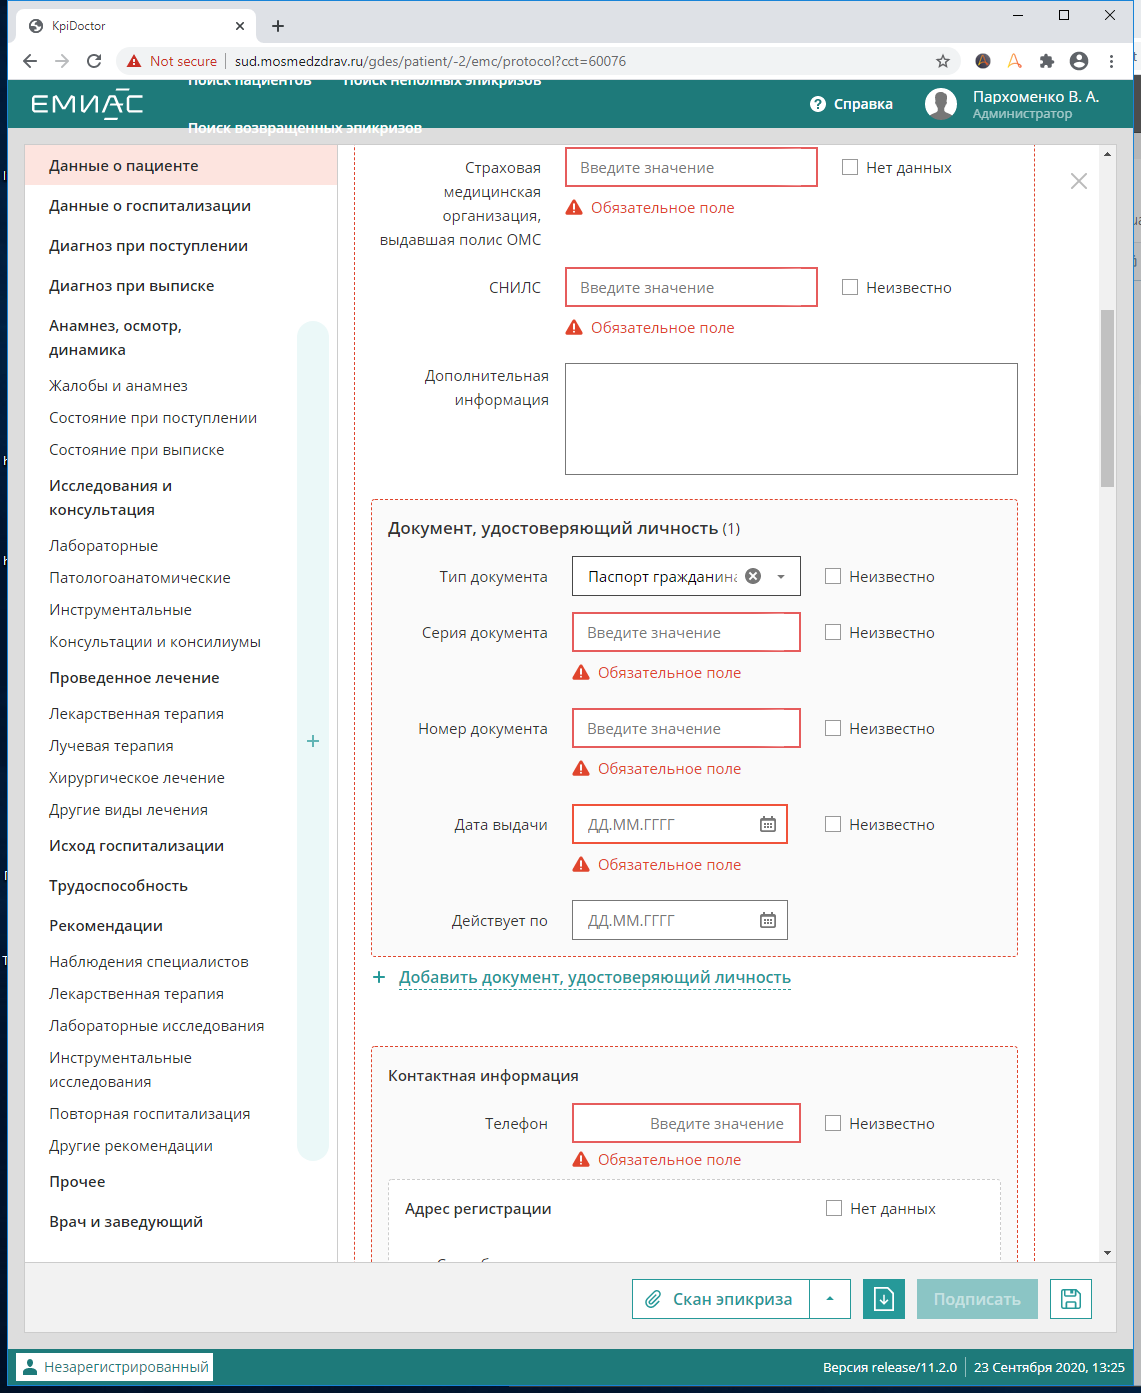 KpiDoctor
Not secure
sud.mosmedzdrav.ru/gdes/patient/-2/emc/protocol?cct=60076
ЕМИАС
Поиск пациентов
Поиск неполных эпикризов
Поиск возвращенных эпикризов
Справка
Пархоменко В. А.
Администратор
Данные о пациенте
Данные о госпитализации
Диагноз при поступлении
Диагноз при выписке
Анамнез, осмотр,
динамика
Жалобы и анамнез
Состояние при поступлении
Состояние при выписке
Исследования и
консультация
Лабораторные
Патологоанатомические
Инструментальные
Консультации и консилиумы
Проведенное лечение
Лекарственная терапия
Лучевая терапия
Хирургическое лечение
Другие виды лечения
Исход госпитализации
Трудоспособность
Рекомендации
Наблюдения специалистов
Лекарственная терапия
Лабораторные исследования
Инструментальные
исследования
Повторная госпитализация
Другие рекомендации
Прочее
Врач и заведующий
Страховая
медицинская
организация,
выдавшая полис ОМС
Введите значение
Нет данных
Обязательное поле
СНИЛС
Введите значение
Неизвестно
Обязательное поле
Дополнительная
информация
Документ, удостоверяющий личность (1)
Тип документа
Паспорт гражданина
Неизвестно
Серия документа
Введите значение
Неизвестно
Обязательное поле
Номер документа
Введите значение
Неизвестно
Обязательное поле
Дата выдачи
ДД.ММ.ГГГГ
Неизвестно
Обязательное поле
Действует по
ДД.ММ.ГГГГ
+ Добавить документ, удостоверяющий личность
Контактная информация
Телефон
Введите значение
Неизвестно
Обязательное поле
Адрес регистрации
Нет данных
Скан эпикриза
Подписать
Незарегистрированный
Версия release/11.2.0
23 Сентября 2020, 13:25